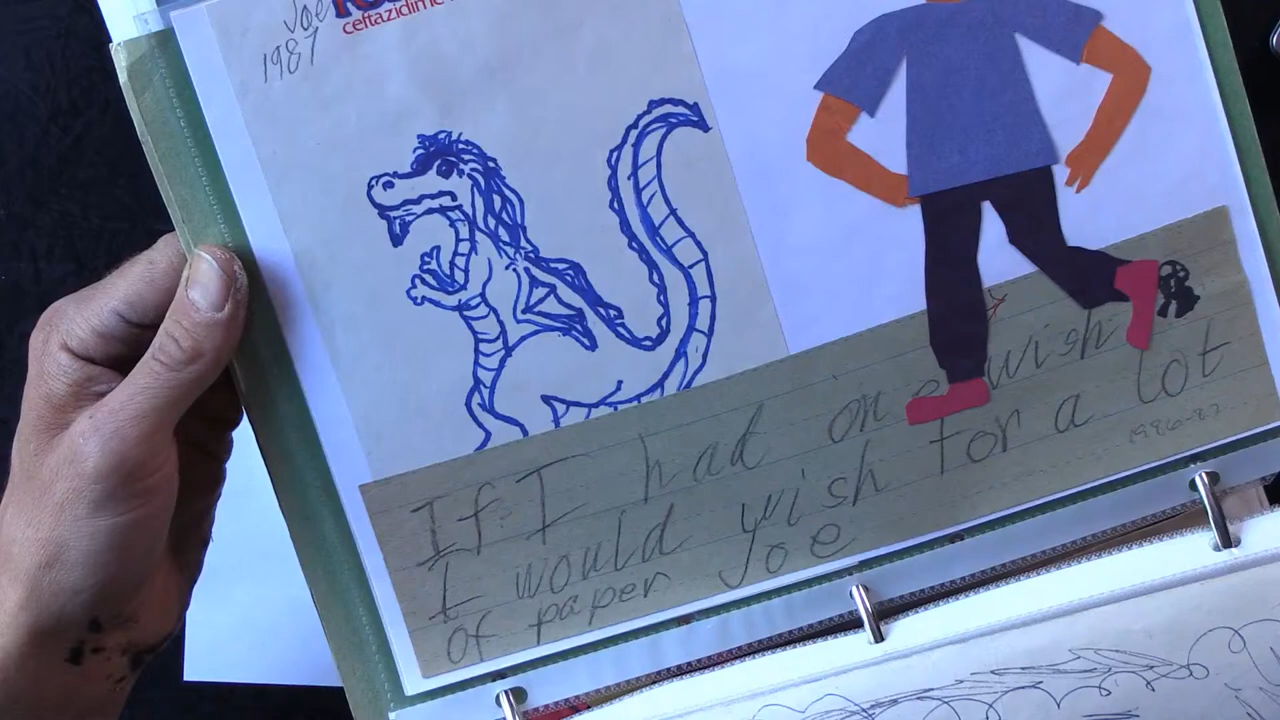 Joe
1987
ceftazidime
If I had one wish
I would wish for a lot
Of paper Joe
1986-87